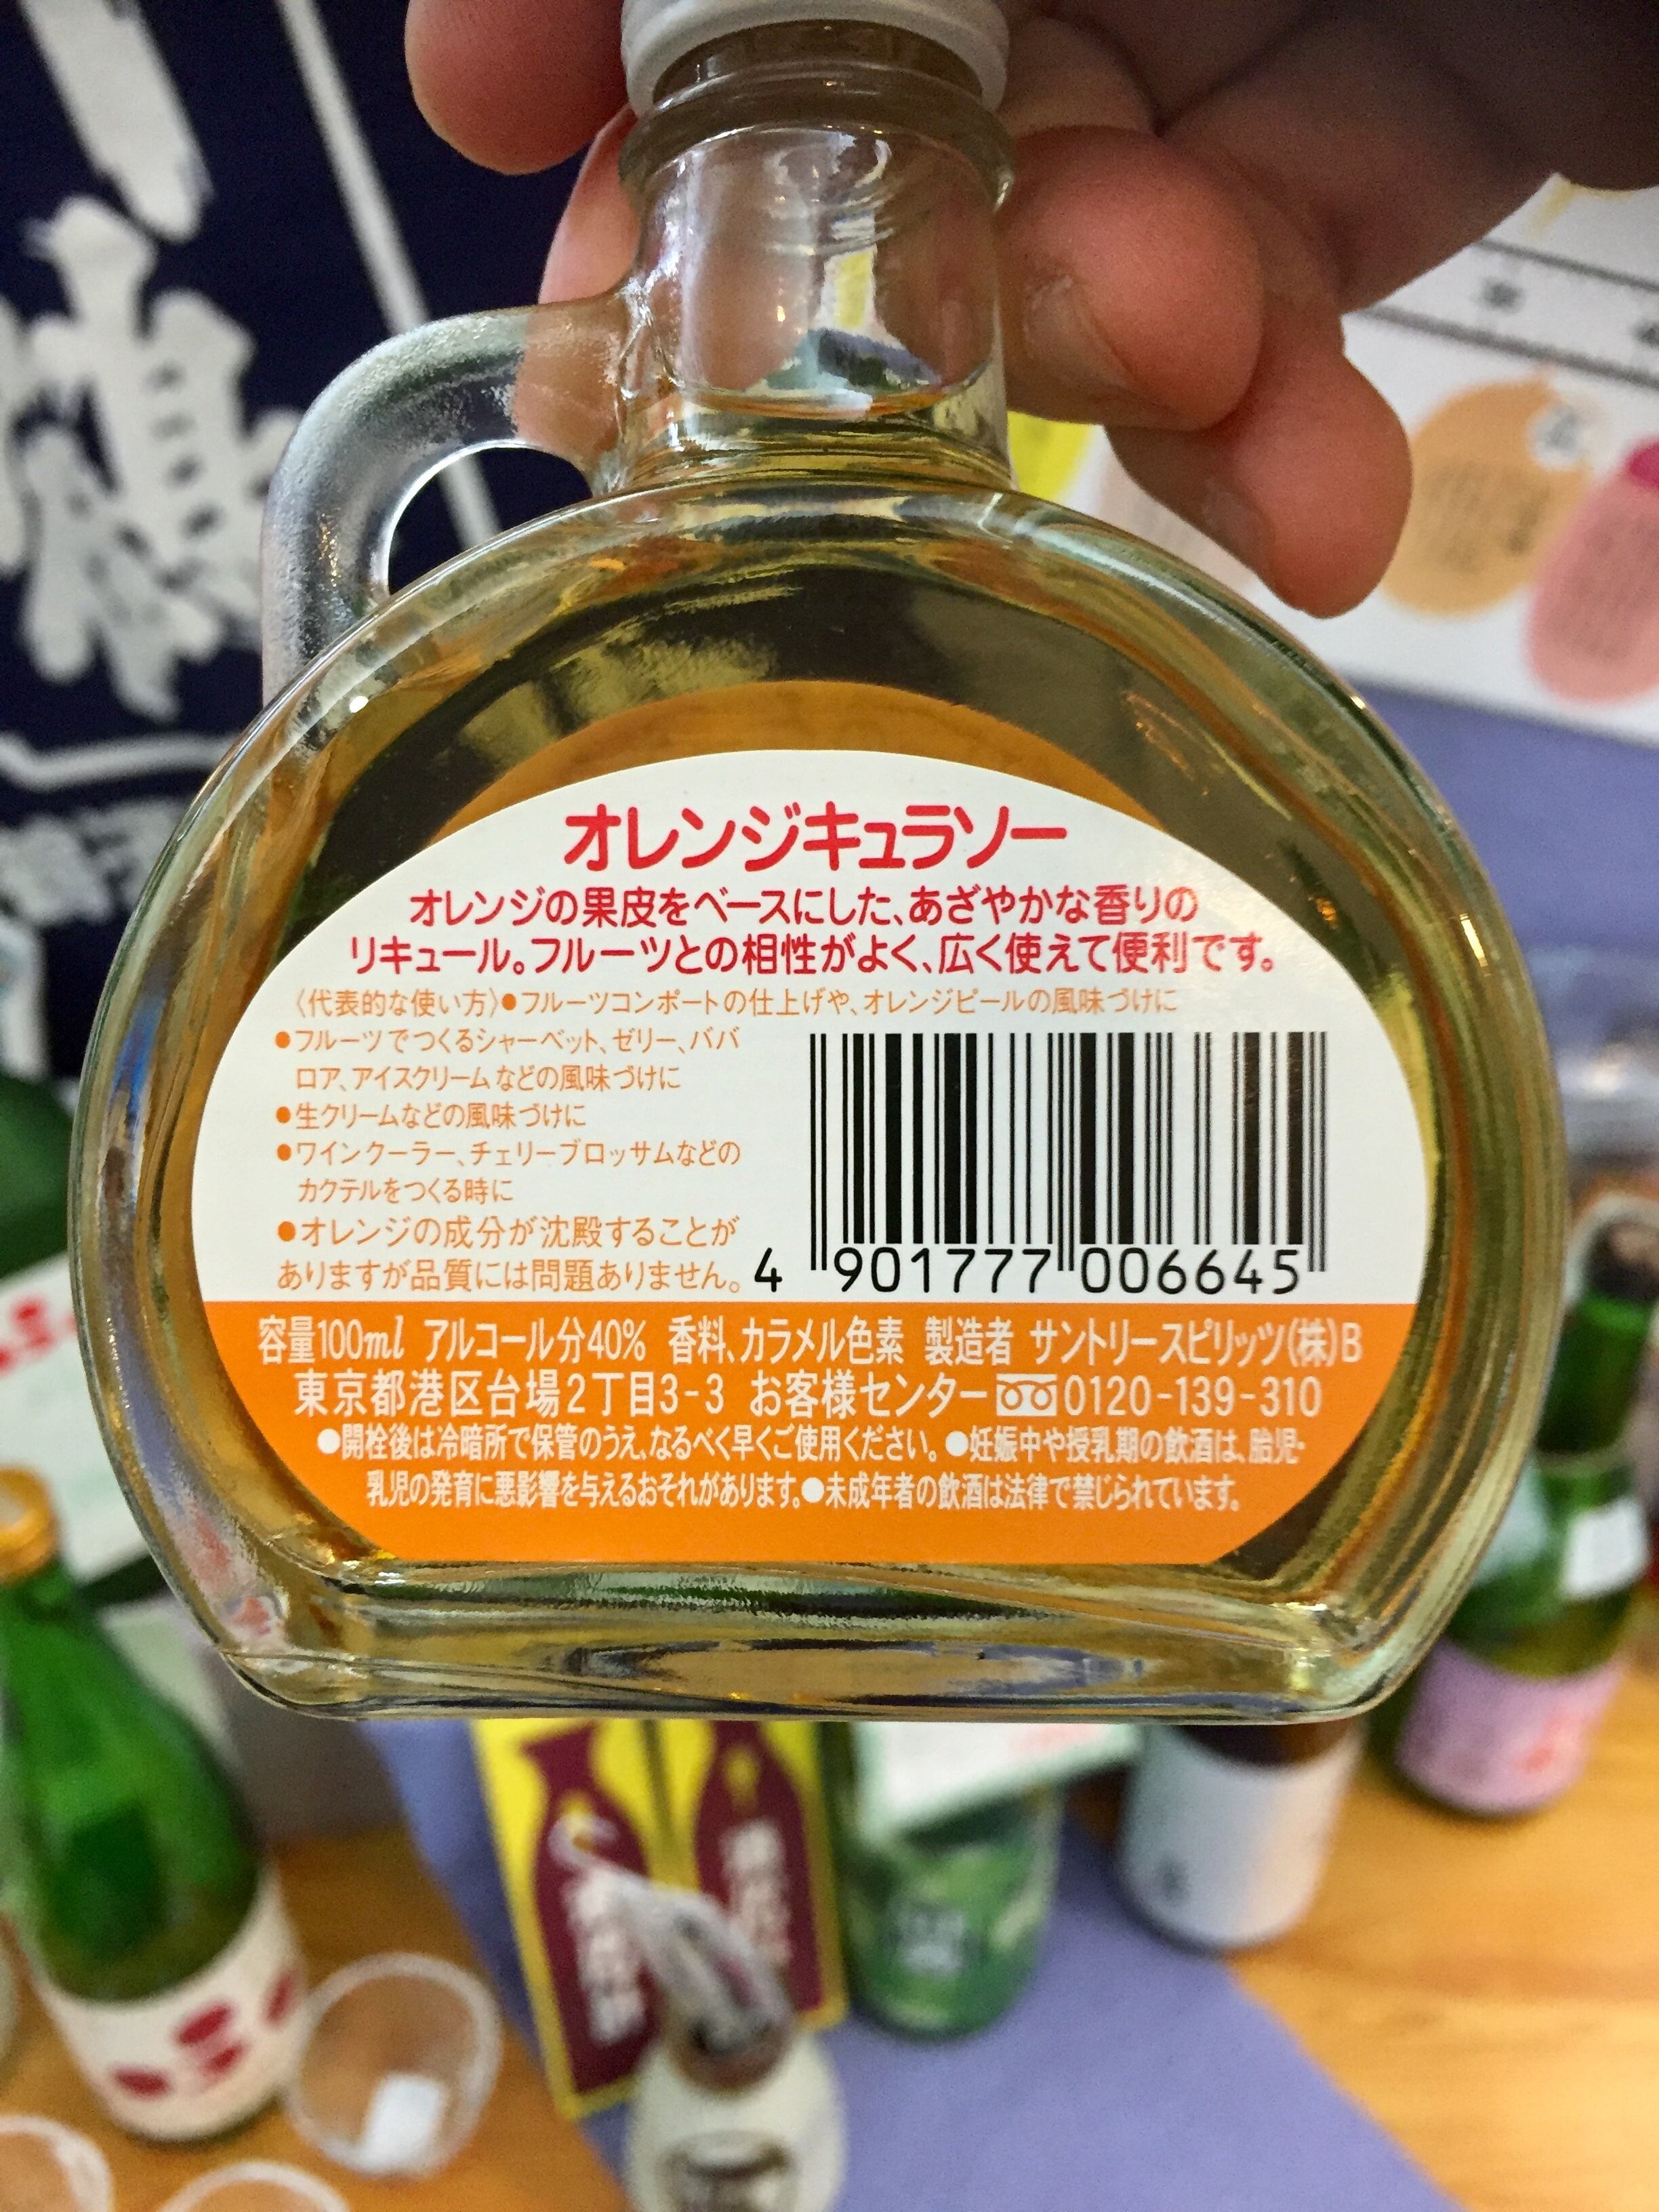 オレンジキュラソー
オレンジの果皮をベースにした、あざやかな香りの
リキュール。フルーツとの相性がよく、広く使えて便利です。
〈代表的な使い方〉●フルーツコンポートの仕上げや、オレンジピールの風味づけに
●フルーツでつくるシャーベット、ゼリー、ババ
ロア、アイスクリームなどの風味づけに
●生クリームなどの風味づけに
●ワインクーラー、チェリーブロッサムなどの
カクテルをつくる時に
●オレンジの成分が沈殿することが
ありますが品質には問題ありません。
4 901777 006645
容量100ml アルコール分40% 香料、カラメル色素 製造者 サントリースピリッツ(株)B
東京都港区台場2丁目3-3 お客様センター 0120-139-310
●開栓後は冷暗所で保管のうえ、なるべく早くご使用ください。●妊娠中や授乳期の飲酒は、胎児・
乳児の発育に悪影響を与えるおそれがあります。●未成年者の飲酒は法律で禁じられています。